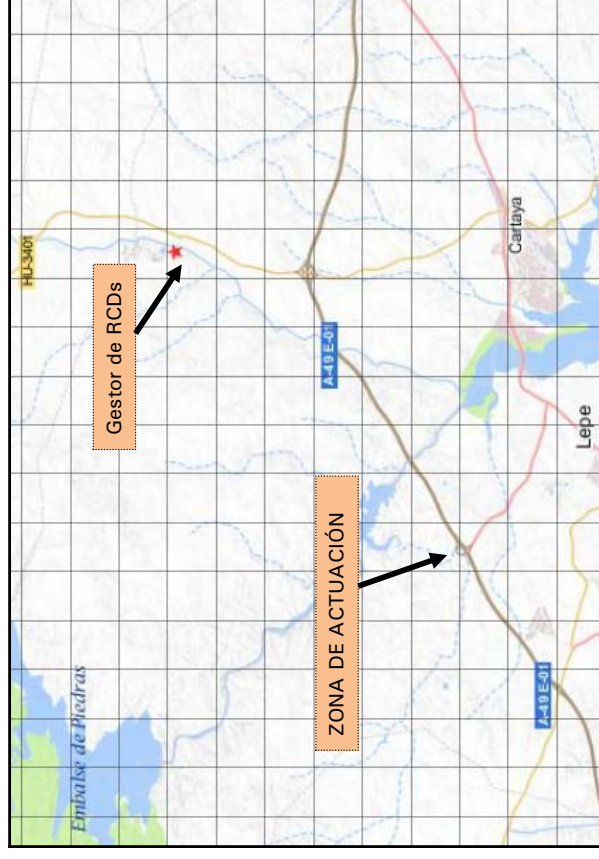 HU-3401
Gestor de RCDs
Cartaya
A-49 E-01
Lepe
ZONA DE ACTUACIÓN
Embalse de Piedras
A-49 E-01